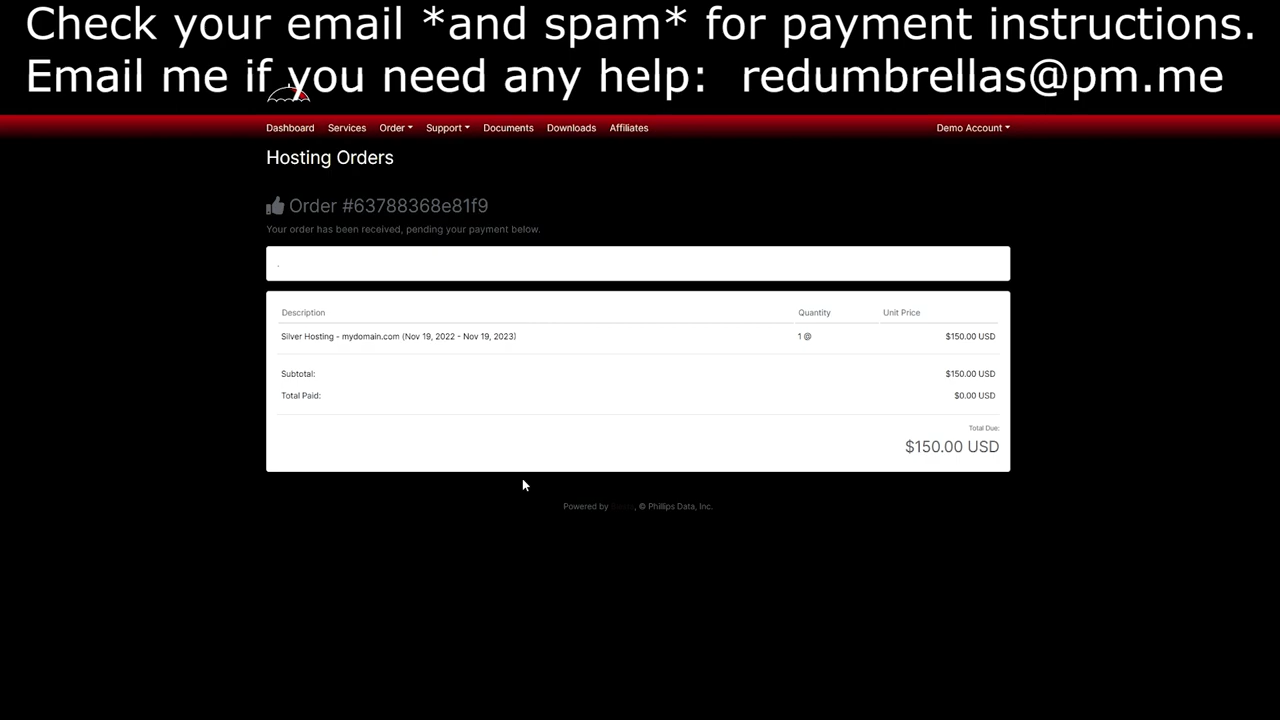 Check your email *and spam* for payment instructions.
Email me if you need any help: redumbrellas@pm.me
Dashboard Services Order Support Documents Downloads Affiliates Demo Account
Hosting Orders
Order #63788368e81f9
Your order has been received, pending your payment below.
.
Description Quantity Unit Price
Silver Hosting - mydomain.com (Nov 19, 2022 - Nov 19, 2023) 1 @ $150.00 USD
Subtotal: $150.00 USD
Total Paid: $0.00 USD
Total Due:
$150.00 USD
Powered by , © Phillips Data, Inc.